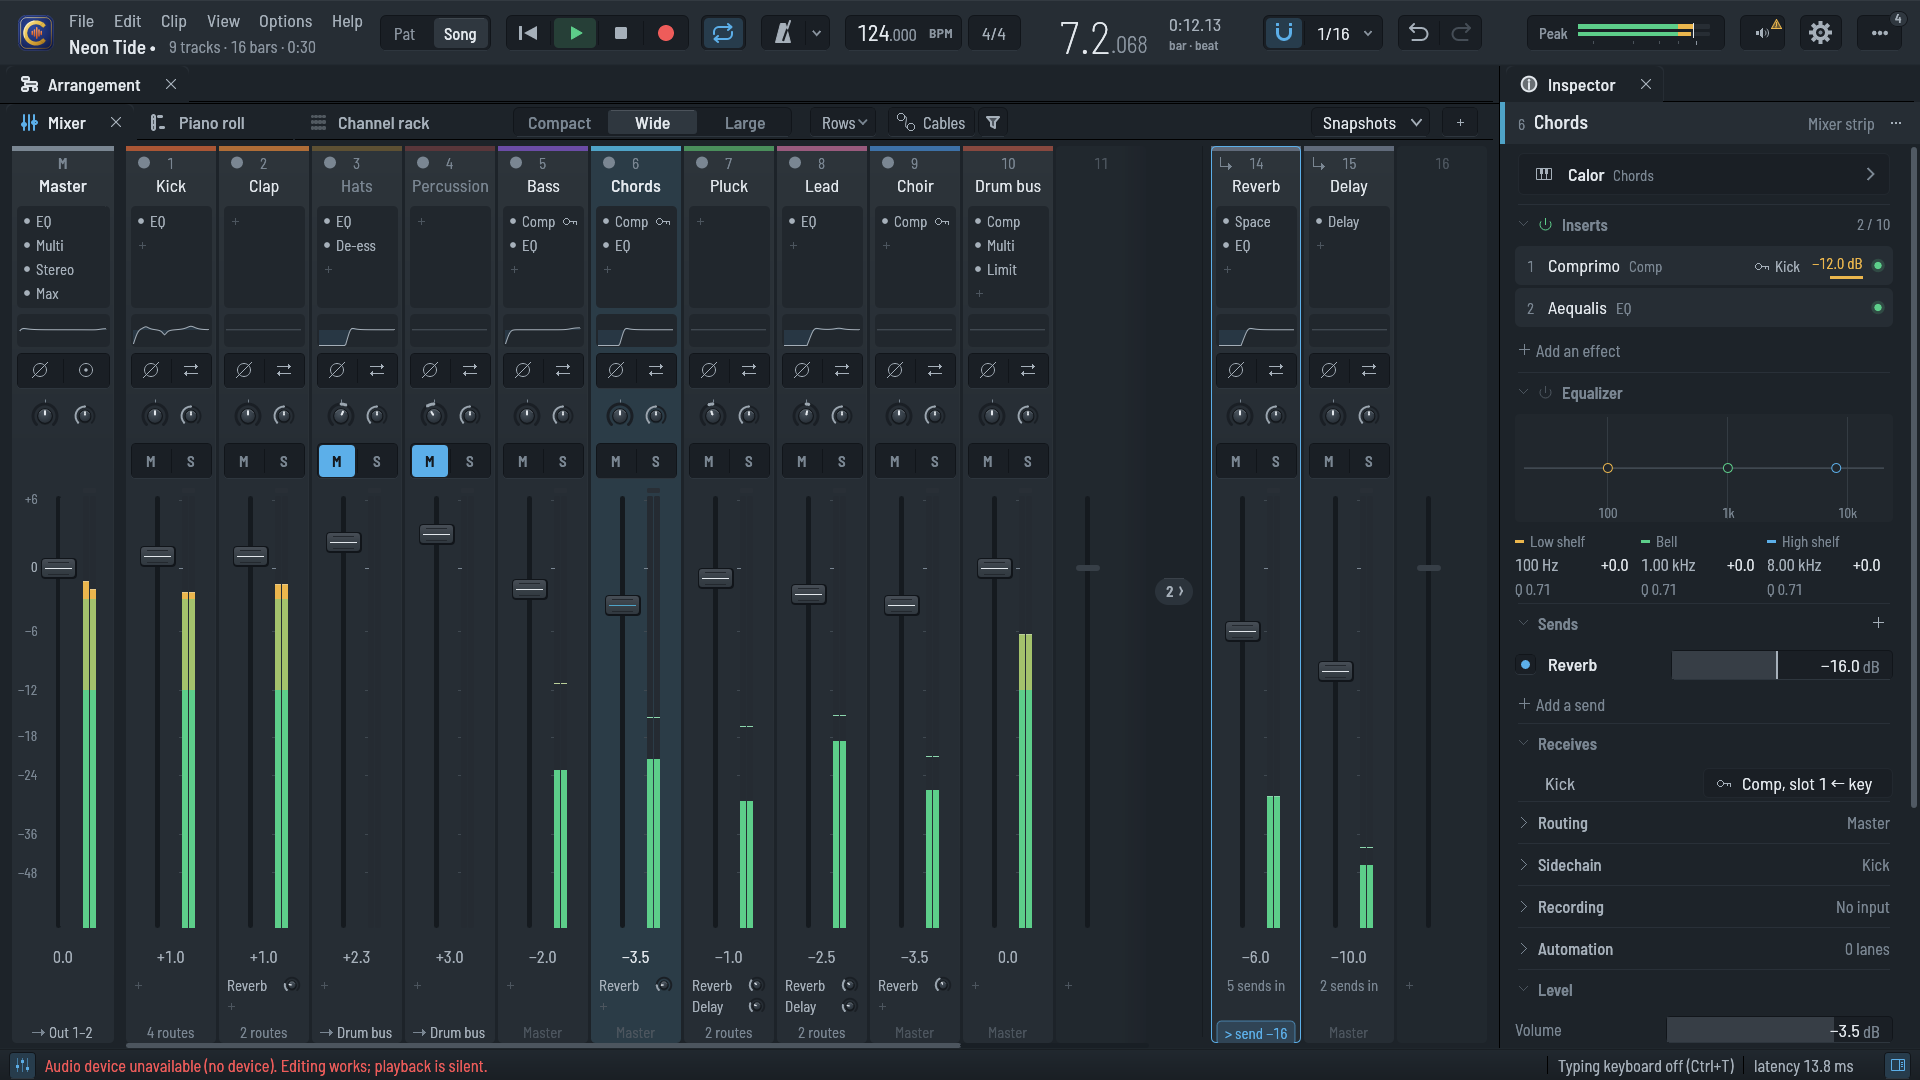 File Edit Clip View Options Help
Neon Tide • 9 tracks · 16 bars · 0:30
Pat Song
124.000 BPM 4/4
7.2.068
0:12.13
bar · beat
1/16
Peak
4
Arrangement
Inspector
Mixer
Piano roll
Channel rack
Compact Wide Large
Rows Cables
Snapshots +
6 Chords Mixer strip
M 1 2 3 4 5 6 7 8 9 10 11 14 15 16
Master Kick Clap Hats Percussion Bass Chords Pluck Lead Choir Drum bus Reverb Delay
EQ EQ + EQ + Comp Comp + EQ Comp Comp Space Delay
Multi + De-ess EQ EQ + + Multi EQ +
Stereo + + + Limit +
Max +
M S M S M S M S M S M S M S M S M S M S M S M S
+6
0
−6
−12
−18
−24
−36
−48
2
0.0 +1.0 +1.0 +2.3 +3.0 −2.0 −3.5 −1.0 −2.5 −3.5 0.0 −6.0 −10.0
+ Reverb + + + Reverb Reverb Reverb Reverb + + 5 sends in 2 sends in +
+ + Delay Delay +
→ Out 1–2 4 routes 2 routes → Drum bus → Drum bus Master Master 2 routes 2 routes Master Master > send −16 Master
Calor Chords
Inserts 2 / 10
1 Comprimo Comp Kick −12.0 dB
2 Aequalis EQ
+ Add an effect
Equalizer
100 1k 10k
Low shelf Bell High shelf
100 Hz +0.0 1.00 kHz +0.0 8.00 kHz +0.0
Q 0.71 Q 0.71 Q 0.71
Sends +
Reverb −16.0 dB
+ Add a send
Receives
Kick Comp, slot 1 ← key
Routing Master
Sidechain Kick
Recording No input
Automation 0 lanes
Level
Volume −3.5 dB
Audio device unavailable (no device). Editing works; playback is silent.
Typing keyboard off (Ctrl+T) latency 13.8 ms